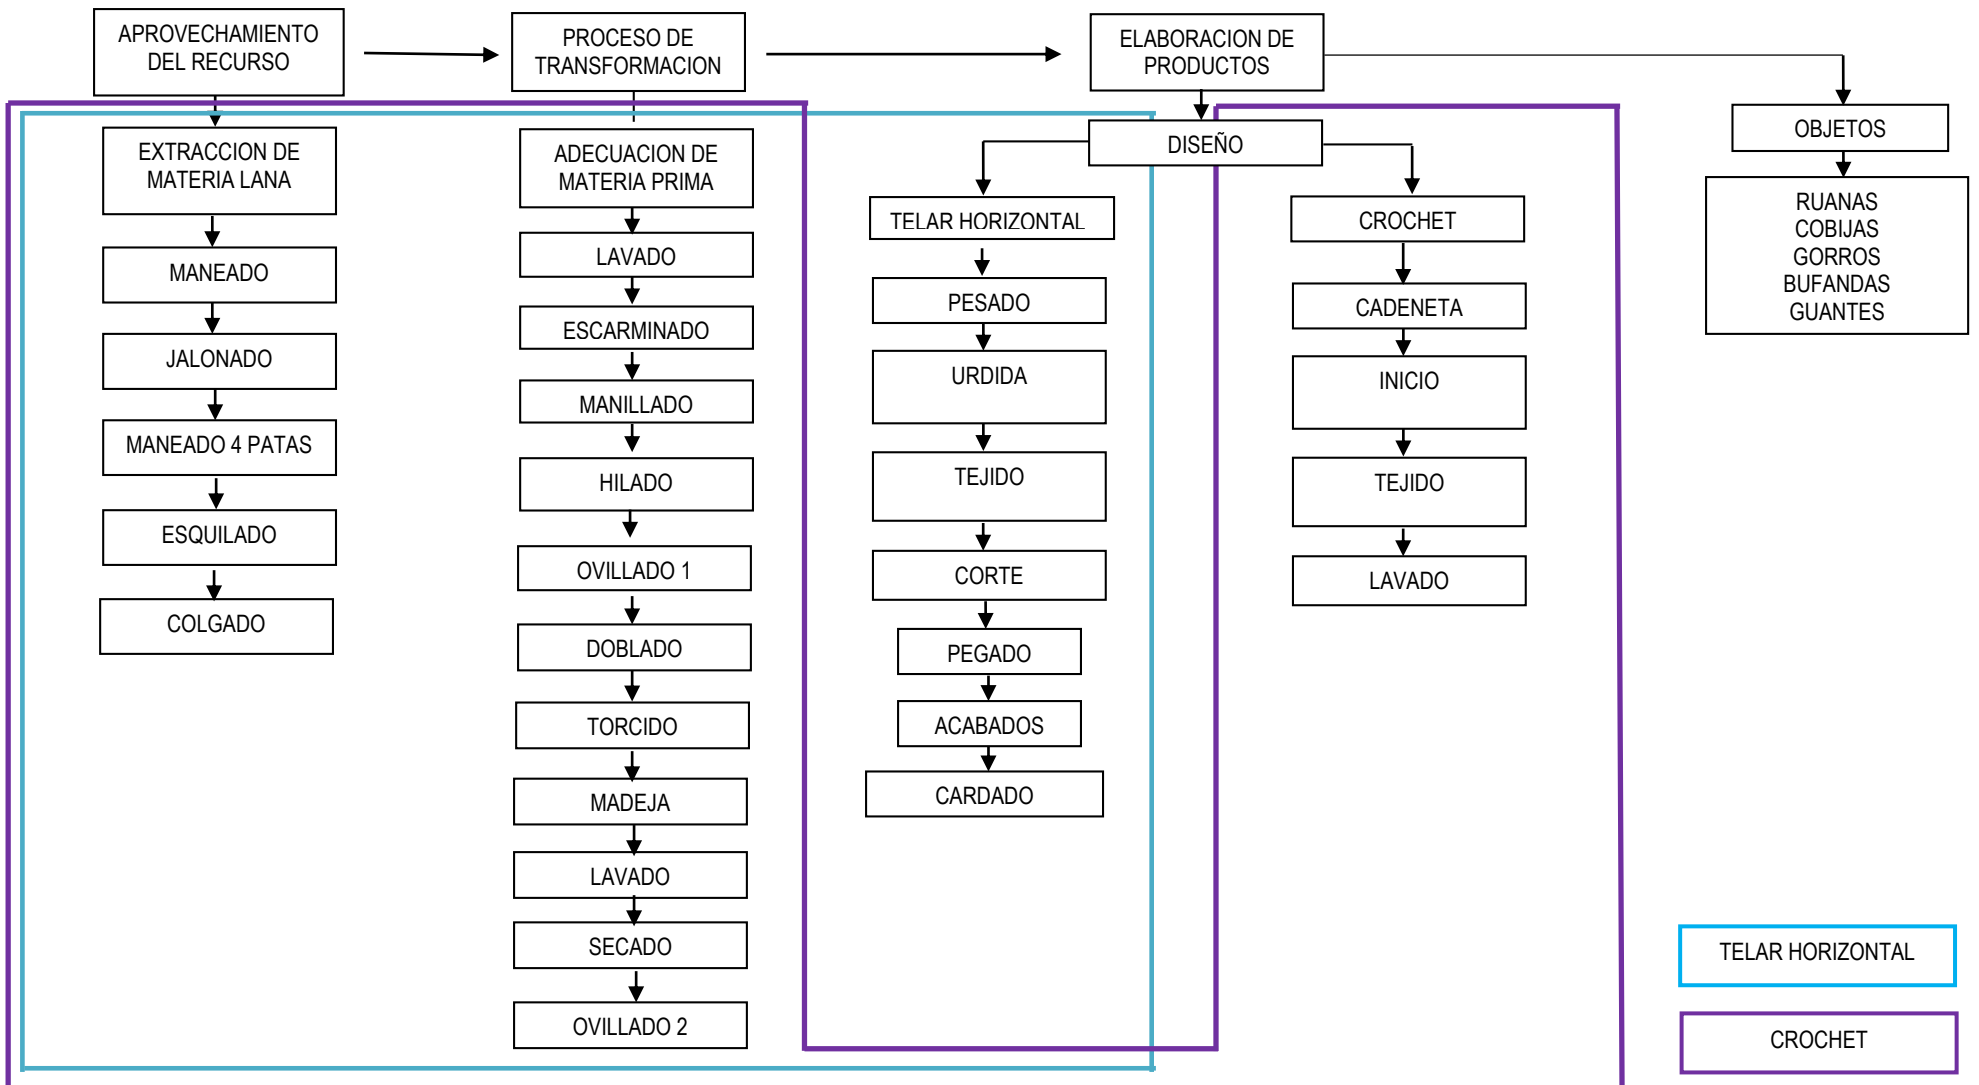 APROVECHAMIENTO
DEL RECURSO
PROCESO DE
TRANSFORMACION
ELABORACION DE
PRODUCTOS
EXTRACCION DE
MATERIA LANA
MANEADO
JALONADO
MANEADO 4 PATAS
ESQUILADO
COLGADO
ADECUACION DE
MATERIA PRIMA
LAVADO
ESCARMINADO
MANILLADO
HILADO
OVILLADO 1
DOBLADO
TORCIDO
MADEJA
LAVADO
SECADO
OVILLADO 2
DISEÑO
TELAR HORIZONTAL
PESADO
URDIDA
TEJIDO
CORTE
PEGADO
ACABADOS
CARDADO
CROCHET
CADENETA
INICIO
TEJIDO
LAVADO
OBJETOS
RUANAS
COBIJAS
GORROS
BUFANDAS
GUANTES
TELAR HORIZONTAL
CROCHET